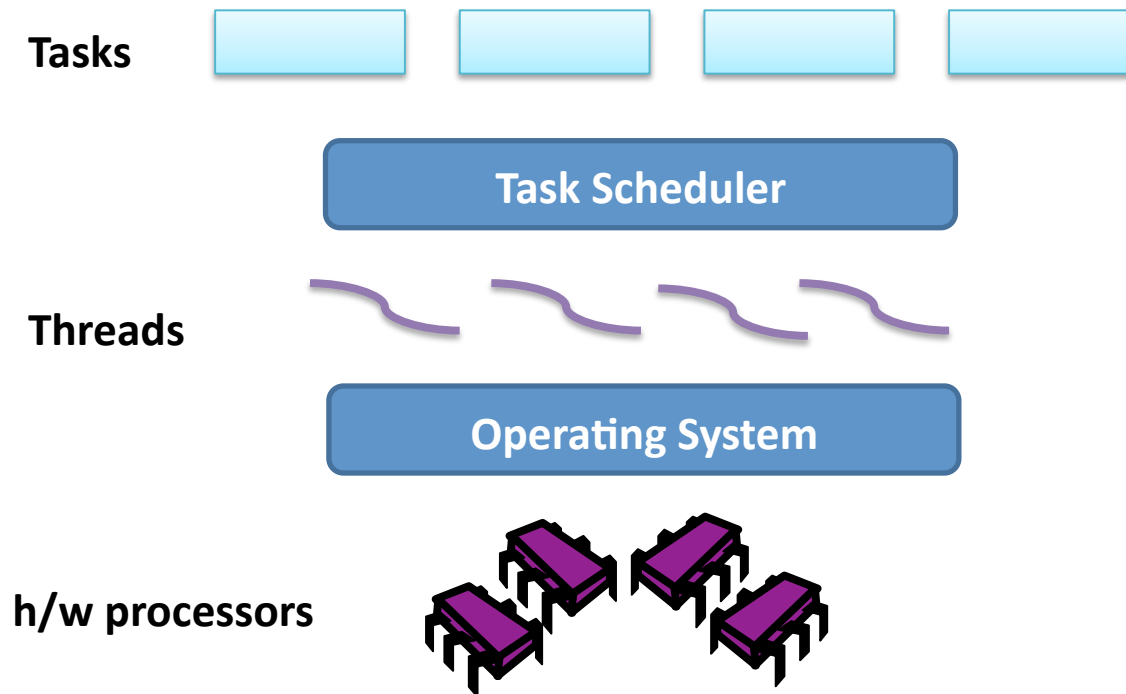 Tasks
Task Scheduler
Threads
Operating System
h/w processors